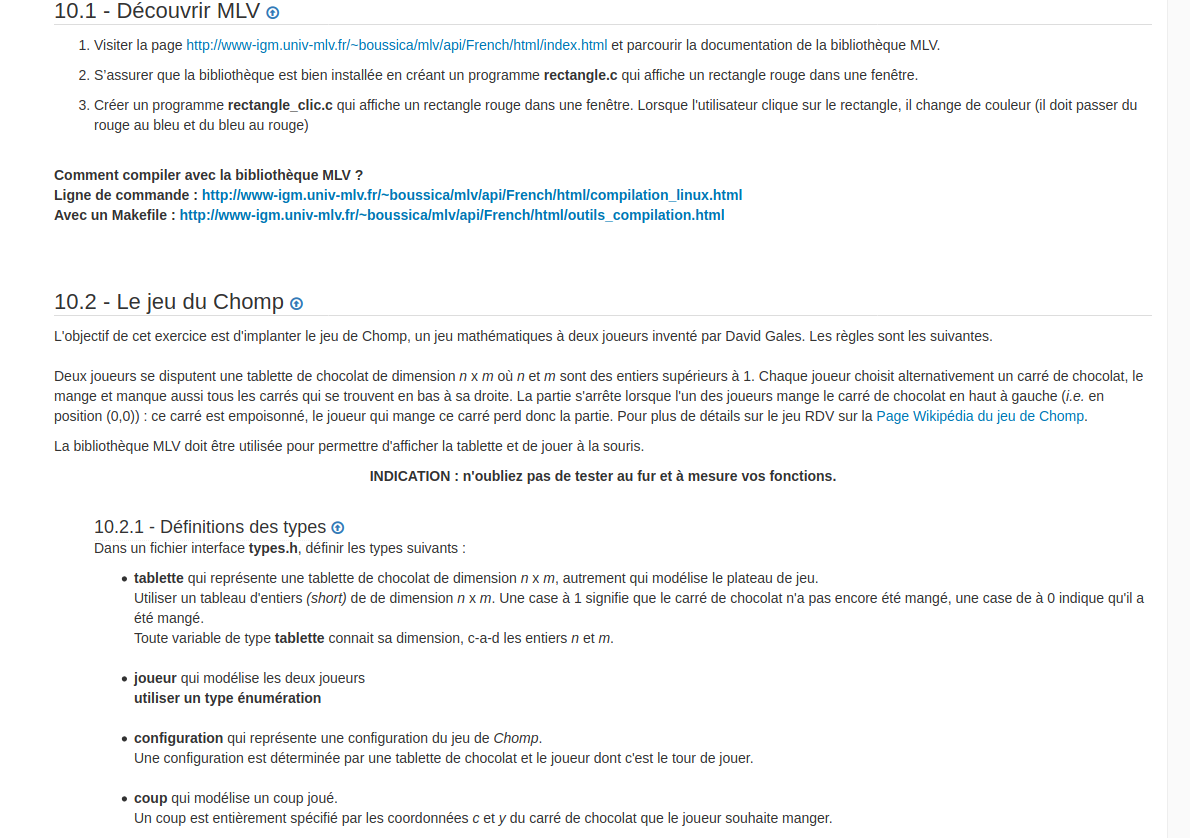 10.1 - Découvrir MLV
1. Visiter la page http://www-igm.univ-mlv.fr/~boussica/mlv/api/French/html/index.html et parcourir la documentation de la bibliothèque MLV.
2. S'assurer que la bibliothèque est bien installée en créant un programme rectangle.c qui affiche un rectangle rouge dans une fenêtre.
3. Créer un programme rectangle_clic.c qui affiche un rectangle rouge dans une fenêtre. Lorsque l'utilisateur clique sur le rectangle, il change de couleur (il doit passer du
rouge au bleu et du bleu au rouge)
Comment compiler avec la bibliothèque MLV ?
Ligne de commande : http://www-igm.univ-mlv.fr/~boussica/mlv/api/French/html/compilation_linux.html
Avec un Makefile : http://www-igm.univ-mlv.fr/~boussica/mlv/api/French/html/outils_compilation.html
10.2 - Le jeu du Chomp
L'objectif de cet exercice est d'implanter le jeu de Chomp, un jeu mathématiques à deux joueurs inventé par David Gales. Les règles sont les suivantes.
Deux joueurs se disputent une tablette de chocolat de dimension n x m où n et m sont des entiers supérieurs à 1. Chaque joueur choisit alternativement un carré de chocolat, le
mange et manque aussi tous les carrés qui se trouvent en bas à sa droite. La partie s'arrête lorsque l'un des joueurs mange le carré de chocolat en haut à gauche (i.e. en
position (0,0)) : ce carré est empoisonné, le joueur qui mange ce carré perd donc la partie. Pour plus de détails sur le jeu RDV sur la Page Wikipédia du jeu de Chomp.
La bibliothèque MLV doit être utilisée pour permettre d'afficher la tablette et de jouer à la souris.
INDICATION : n'oubliez pas de tester au fur et à mesure vos fonctions.
10.2.1 - Définitions des types
Dans un fichier interface types.h, définir les types suivants :
• tablette qui représente une tablette de chocolat de dimension n x m, autrement qui modélise le plateau de jeu.
Utiliser un tableau d'entiers (short) de de dimension n x m. Une case à 1 signifie que le carré de chocolat n'a pas encore été mangé, une case de à 0 indique qu'il a
été mangé.
Toute variable de type tablette connait sa dimension, c-a-d les entiers n et m.
• joueur qui modélise les deux joueurs
utiliser un type énumération
• configuration qui représente une configuration du jeu de Chomp.
Une configuration est déterminée par une tablette de chocolat et le joueur dont c'est le tour de jouer.
• coup qui modélise un coup joué.
Un coup est entièrement spécifié par les coordonnées c et y du carré de chocolat que le joueur souhaite manger.